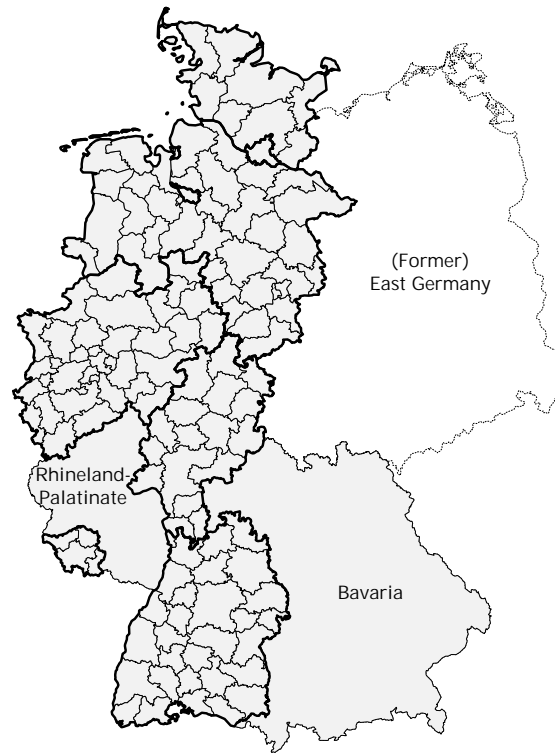 (Former)
East Germany
Rhineland-
Palatinate
Bavaria